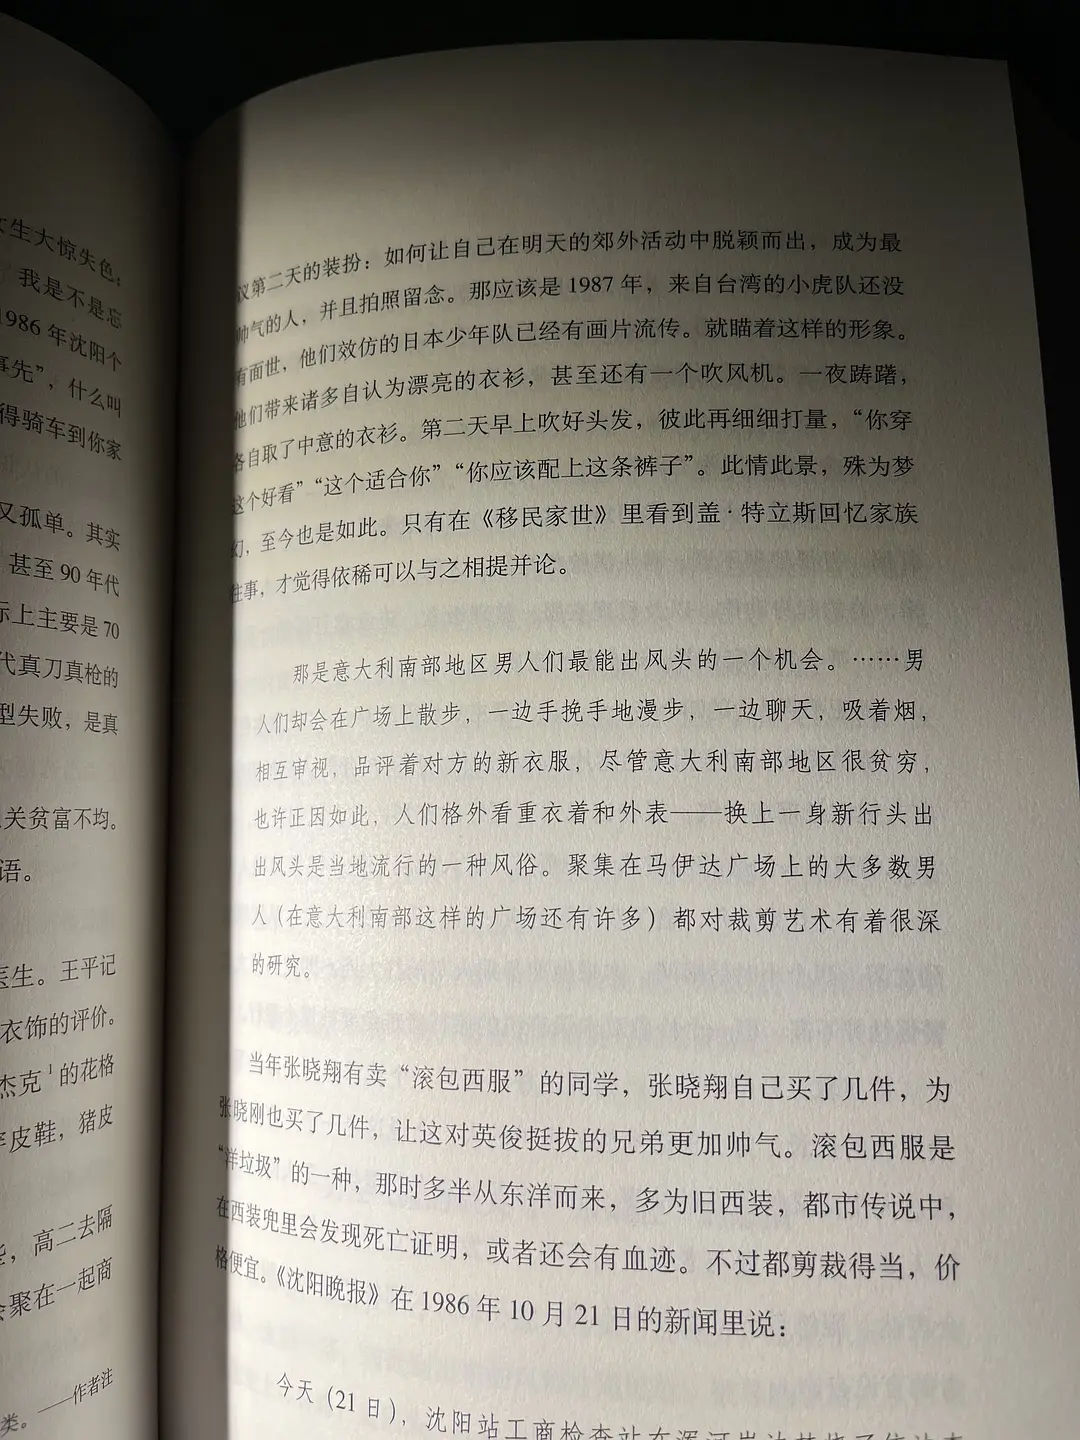 女生大惊失色：
我是不是忘
1986 年沈阳个
事先”，什么叫
得骑车到你家
又孤单。其实
甚至 90 年代
际上主要是 70
代真刀真枪的
型失败，是真
关贫富不均。
语。
医生。王平记
衣饰的评价。
杰克¹的花格
皮鞋，猪皮
高二去隔
聚在一起商
——作者注
类。
议第二天的装扮：如何让自己在明天的郊外活动中脱颖而出，成为最
帅气的人，并且拍照留念。那应该是 1987 年，来自台湾的小虎队还没
有面世，他们效仿的日本少年队已经有画片流传。就瞄着这样的形象。
他们带来诸多自认为漂亮的衣衫，甚至还有一个吹风机。一夜踌躇，
各自取了中意的衣衫。第二天早上吹好头发，彼此再细细打量，“你穿
这个好看”“这个适合你”“你应该配上这条裤子”。此情此景，殊为梦
幻，至今也是如此。只有在《移民家世》里看到盖·特立斯回忆家族
往事，才觉得依稀可以与之相提并论。
那是意大利南部地区男人们最能出风头的一个机会。……男
人们却会在广场上散步，一边手挽手地漫步，一边聊天，吸着烟，
相互审视，品评着对方的新衣服，尽管意大利南部地区很贫穷，
也许正因如此，人们格外看重衣着和外表——换上一身新行头出
出风头是当地流行的一种风俗。聚集在马伊达广场上的大多数男
人（在意大利南部这样的广场还有许多）都对裁剪艺术有着很深
的研究。
当年张晓翔有卖“滚包西服”的同学，张晓翔自己买了几件，为
张晓刚也买了几件，让这对英俊挺拔的兄弟更加帅气。滚包西服是
“洋垃圾”的一种，那时多半从东洋而来，多为旧西装，都市传说中，
在西装兜里会发现死亡证明，或者还会有血迹。不过都剪裁得当，价
格便宜。《沈阳晚报》在 1986 年 10 月 21 日的新闻里说：
今天（21 日），沈阳站工商检查站在浑河岸边